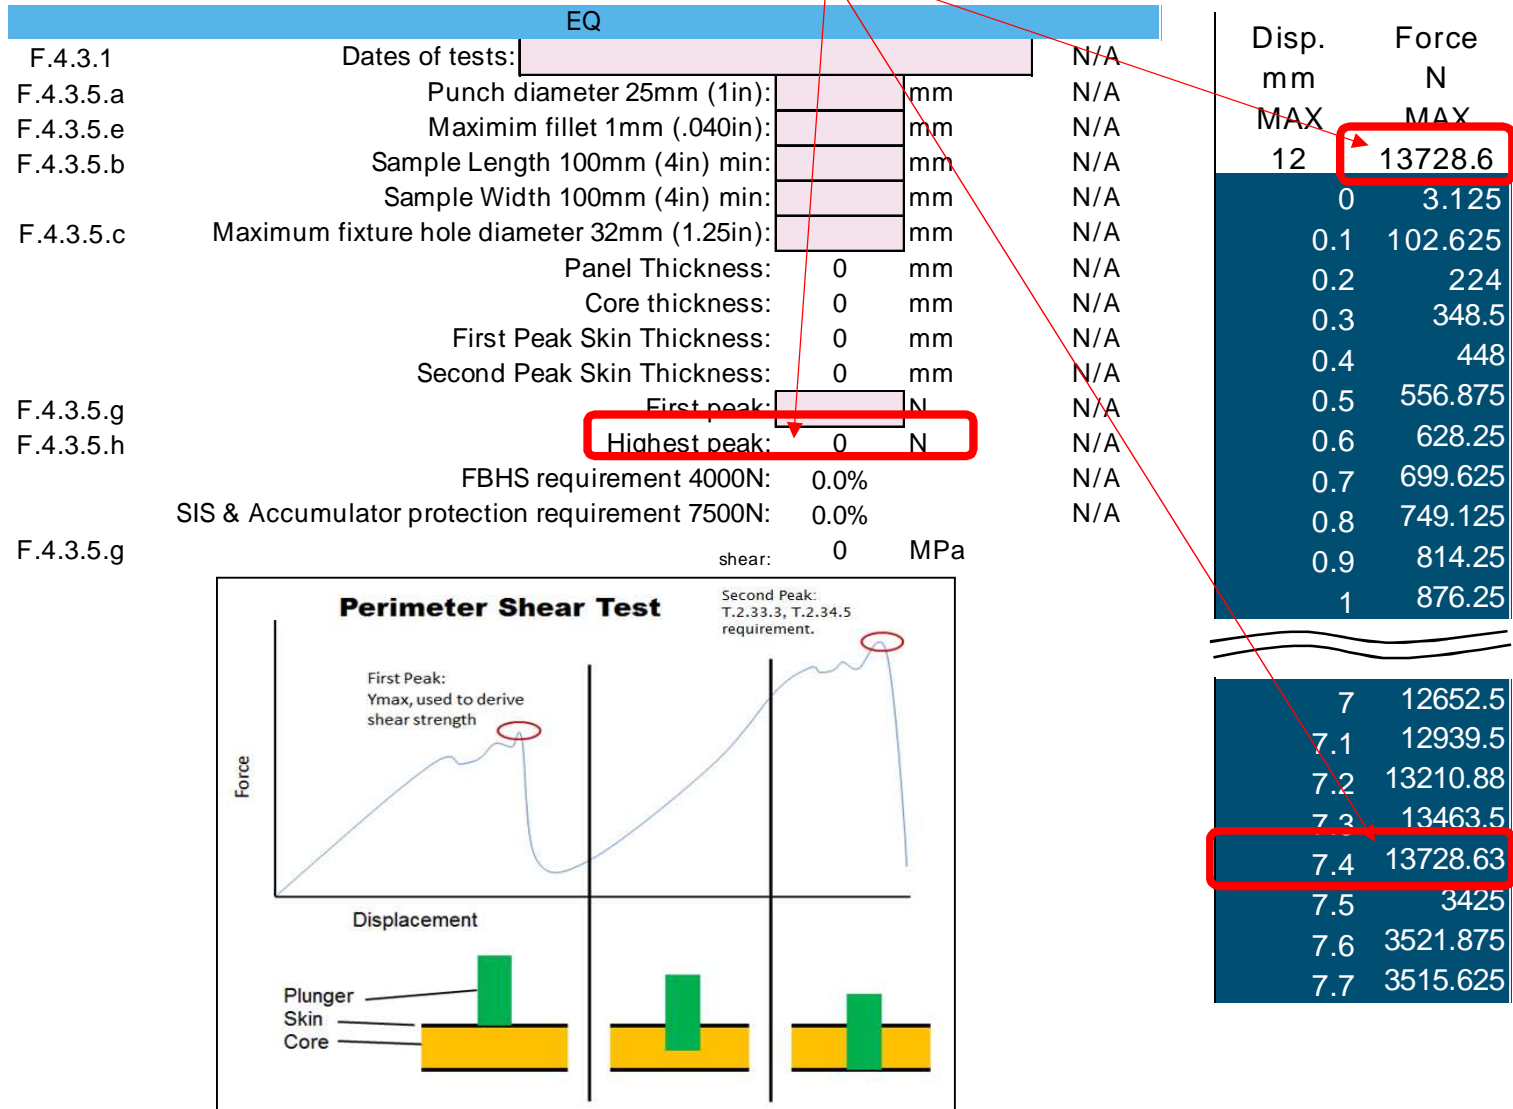 EQ
F.4.3.1 Dates of tests: N/A
F.4.3.5.a Punch diameter 25mm (1in): mm N/A
F.4.3.5.e Maximim fillet 1mm (.040in): mm N/A
F.4.3.5.b Sample Length 100mm (4in) min: mm N/A
Sample Width 100mm (4in) min: mm N/A
F.4.3.5.c Maximum fixture hole diameter 32mm (1.25in): mm N/A
Panel Thickness: 0 mm N/A
Core thickness: 0 mm N/A
First Peak Skin Thickness: 0 mm N/A
Second Peak Skin Thickness: 0 mm N/A
F.4.3.5.g First peak: N N/A
F.4.3.5.h Highest peak: 0 N N/A
FBHS requirement 4000N: 0.0% N/A
SIS & Accumulator protection requirement 7500N: 0.0% N/A
F.4.3.5.g shear: 0 MPa
Perimeter Shear Test
Second Peak:
T.2.33.3, T.2.34.5
requirement.
First Peak:
Ymax, used to derive
shear strength
Force
Displacement
Plunger
Skin
Core
Disp. Force
mm N
MAX MAX
12 13728.6
0 3.125
0.1 102.625
0.2 224
0.3 348.5
0.4 448
0.5 556.875
0.6 628.25
0.7 699.625
0.8 749.125
0.9 814.25
1 876.25
7 12652.5
7.1 12939.5
7.2 13210.88
7.3 13463.5
7.4 13728.63
7.5 3425
7.6 3521.875
7.7 3515.625